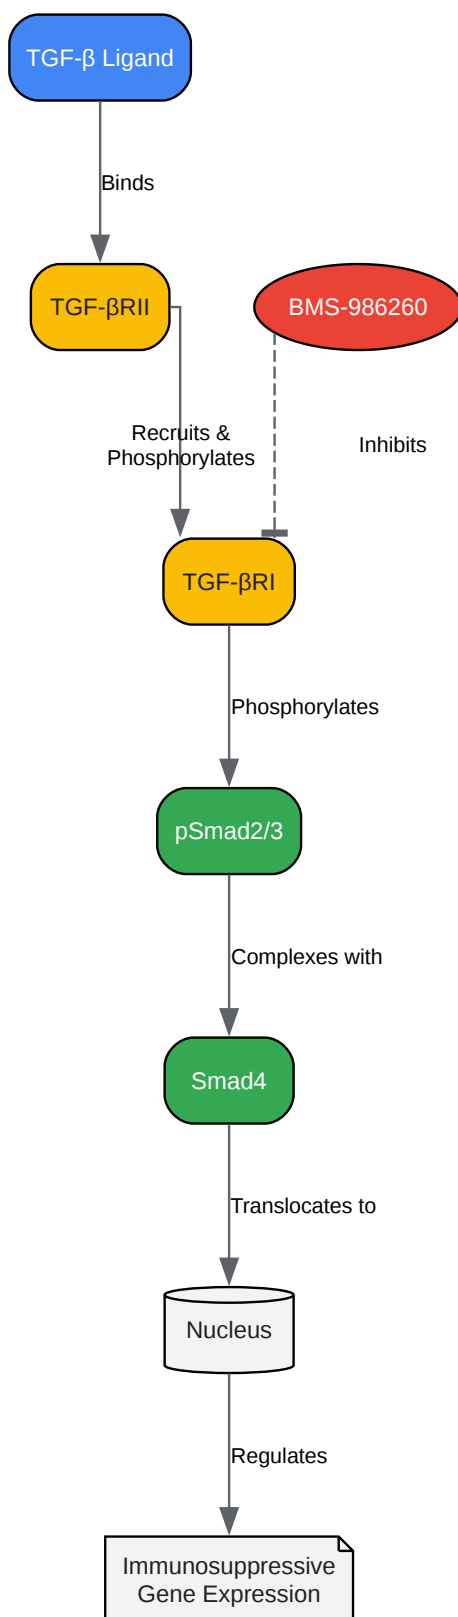 TGF-β Ligand
Binds
TGF-βRII
BMS-986260
Recruits &
Phosphorylates
Inhibits
TGF-βRI
Phosphorylates
pSmad2/3
Complexes with
Smad4
Translocates to
Nucleus
Regulates
Immunosuppressive
Gene Expression